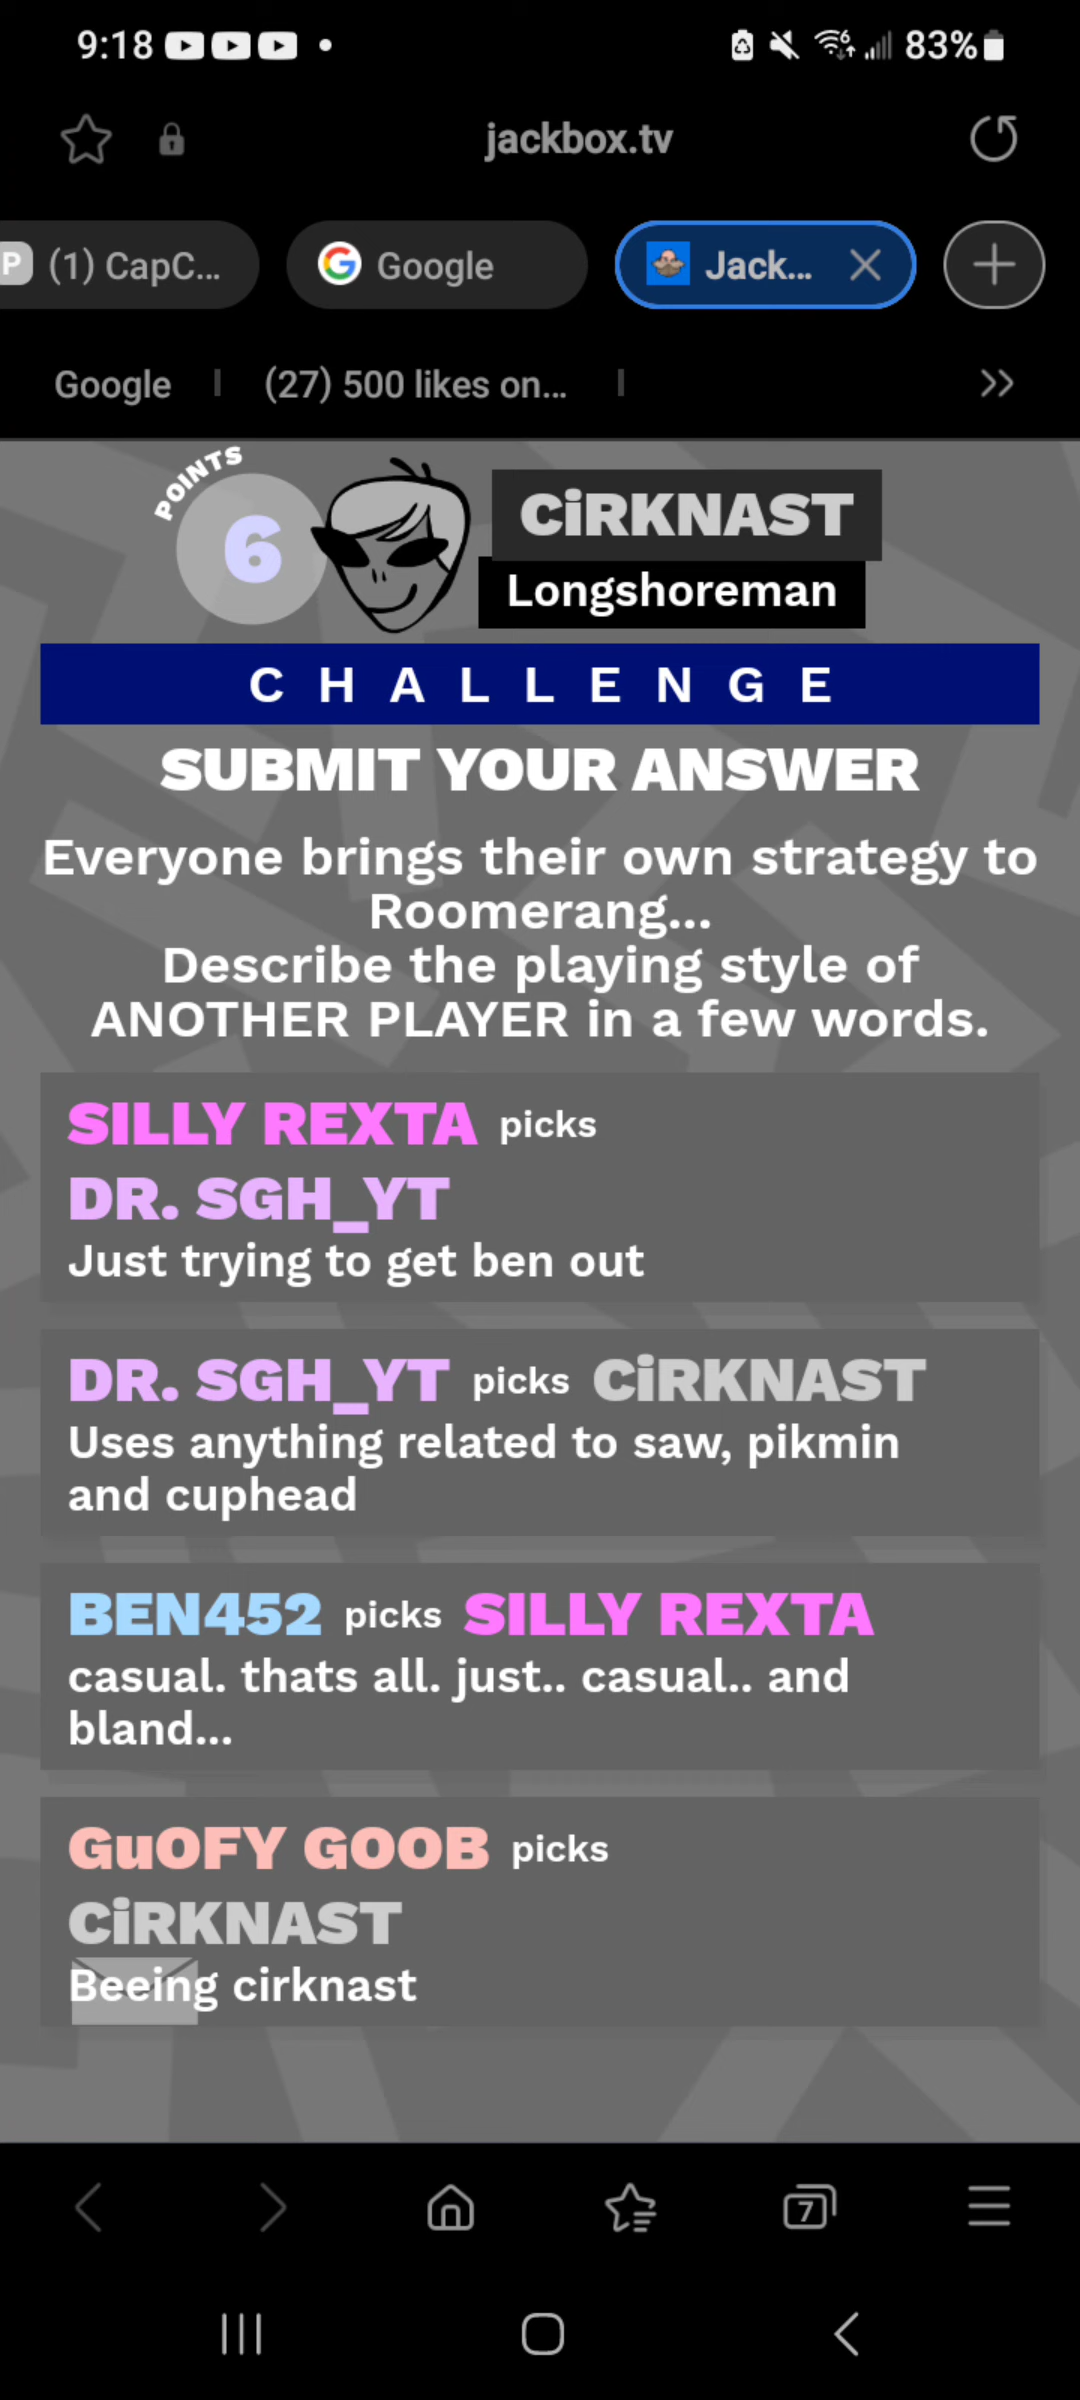 9:18
83%
jackbox.tv
P (1) CapC...
Google
Jack...
Google
(27) 500 likes on...
POINTS
6
CiRKNAST
Longshoreman
CHALLENGE
SUBMIT YOUR ANSWER
Everyone brings their own strategy to
Roomerang...
Describe the playing style of
ANOTHER PLAYER in a few words.
SILLY REXTA picks
DR. SGH_YT
Just trying to get ben out
DR. SGH_YT picks CiRKNAST
Uses anything related to saw, pikmin
and cuphead
BEN452 picks SILLY REXTA
casual. thats all. just.. casual.. and
bland...
GuOFY GOOB picks
CiRKNAST
Beeing cirknast
7